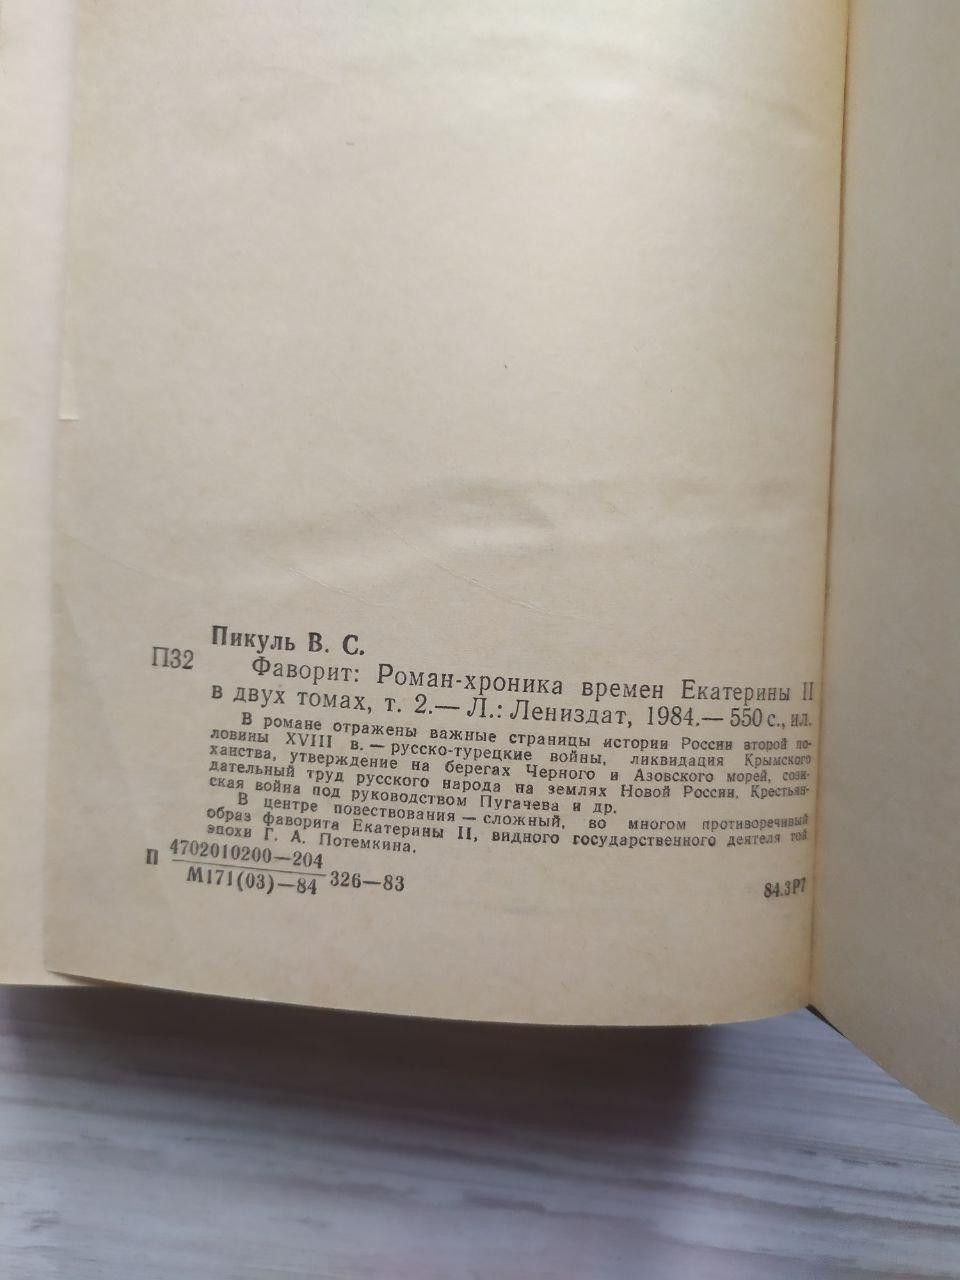 Пикуль В. С.
П32
Фаворит: Роман-хроника времен Екатерины II
в двух томах, т. 2.— Л.: Лениздат, 1984.— 550 с., ил.
В романе отражены важные страницы истории России второй по-
ловины XVIII в. — русско-турецкие войны, ликвидация Крымского
ханства, утверждение на берегах Черного и Азовского морей, сози-
дательный труд русского народа на землях Новой России, Крестьян-
ская война под руководством Пугачева и др.
В центре повествования — сложный, во многом противоречивый
образ фаворита Екатерины II, видного государственного деятеля той
эпохи Г. А. Потемкина.
П 4702010200—204
М171(03)—84 326—83
84.3Р7